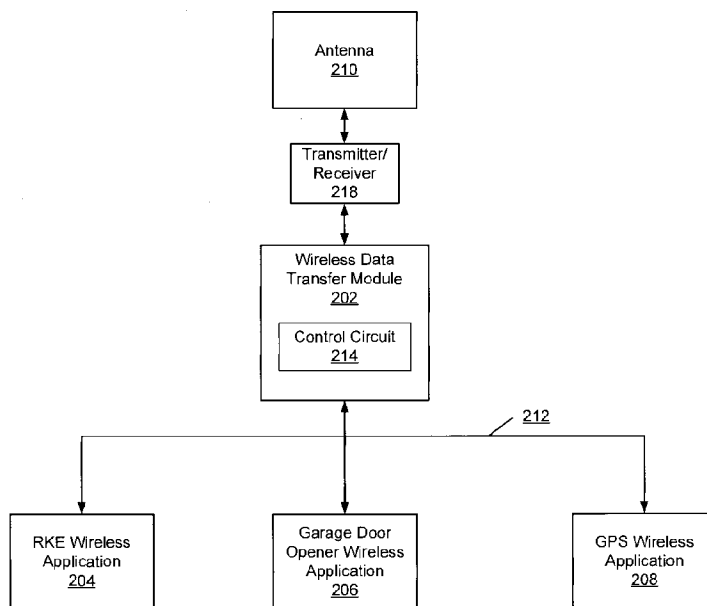 Antenna
210
Transmitter/
Receiver
218
Wireless Data
Transfer Module
202
Control Circuit
214
212
RKE Wireless
Application
204
Garage Door
Opener Wireless
Application
206
GPS Wireless
Application
208